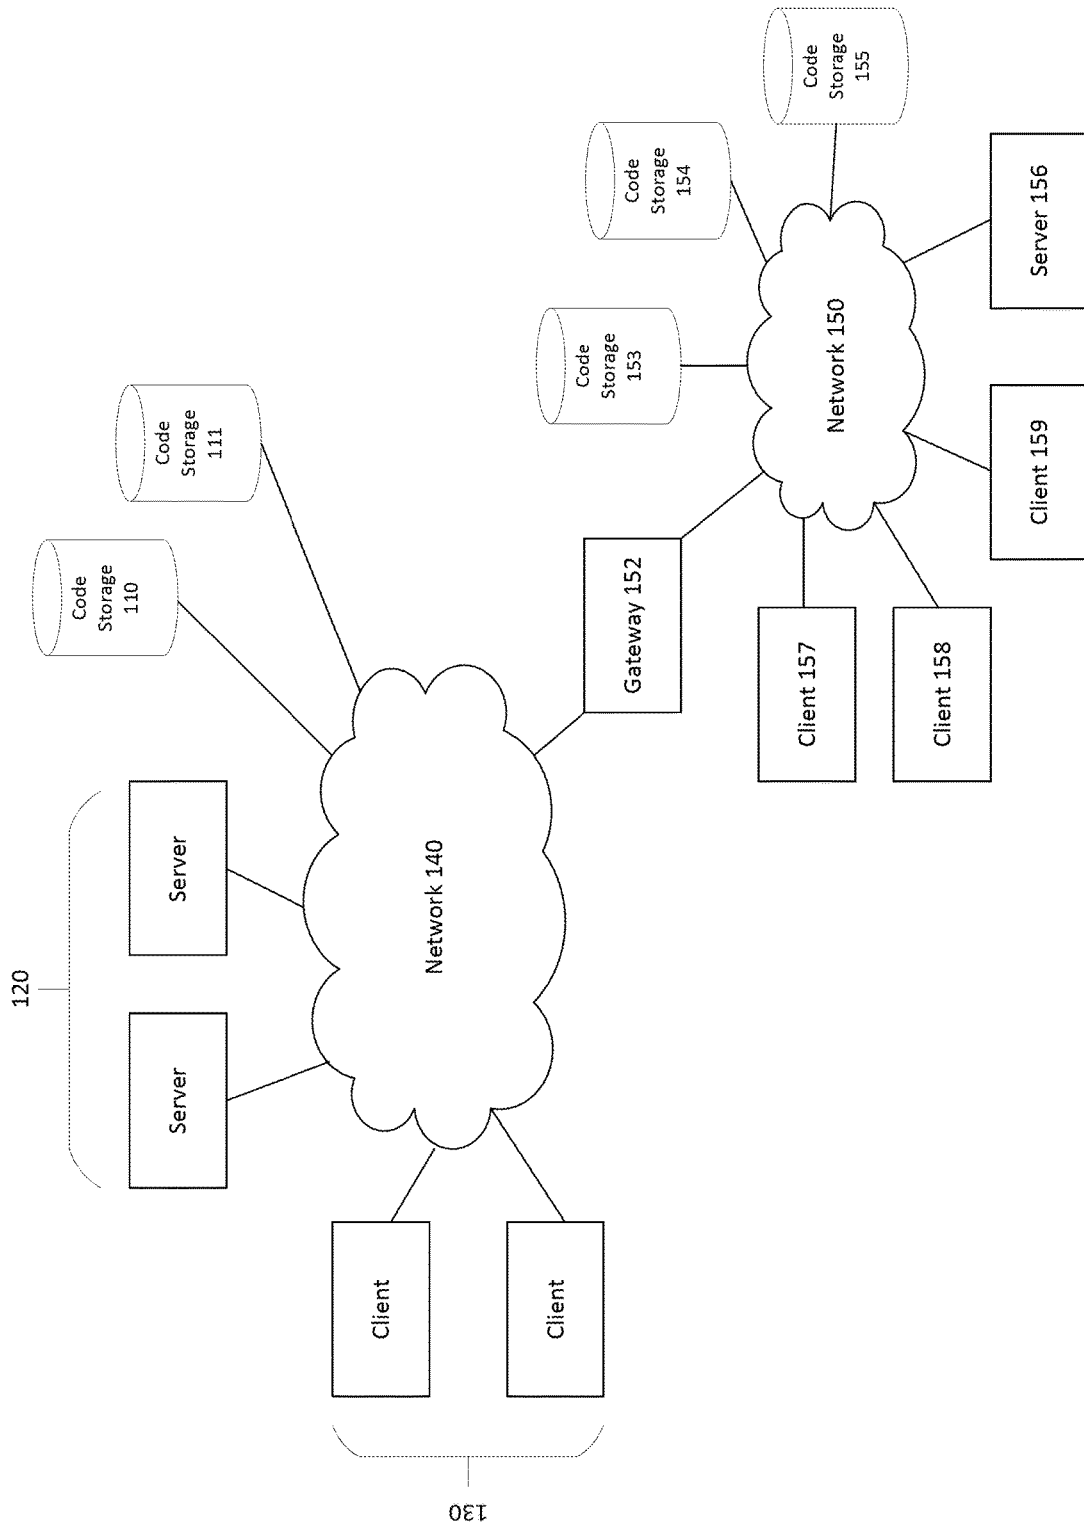 120
Server
Server
Code
Storage
110
Code
Storage
111
Client
Client
130
Network 140
Gateway 152
Code
Storage
153
Code
Storage
154
Code
Storage
155
Network 150
Client 157
Client 158
Client 159
Server 156